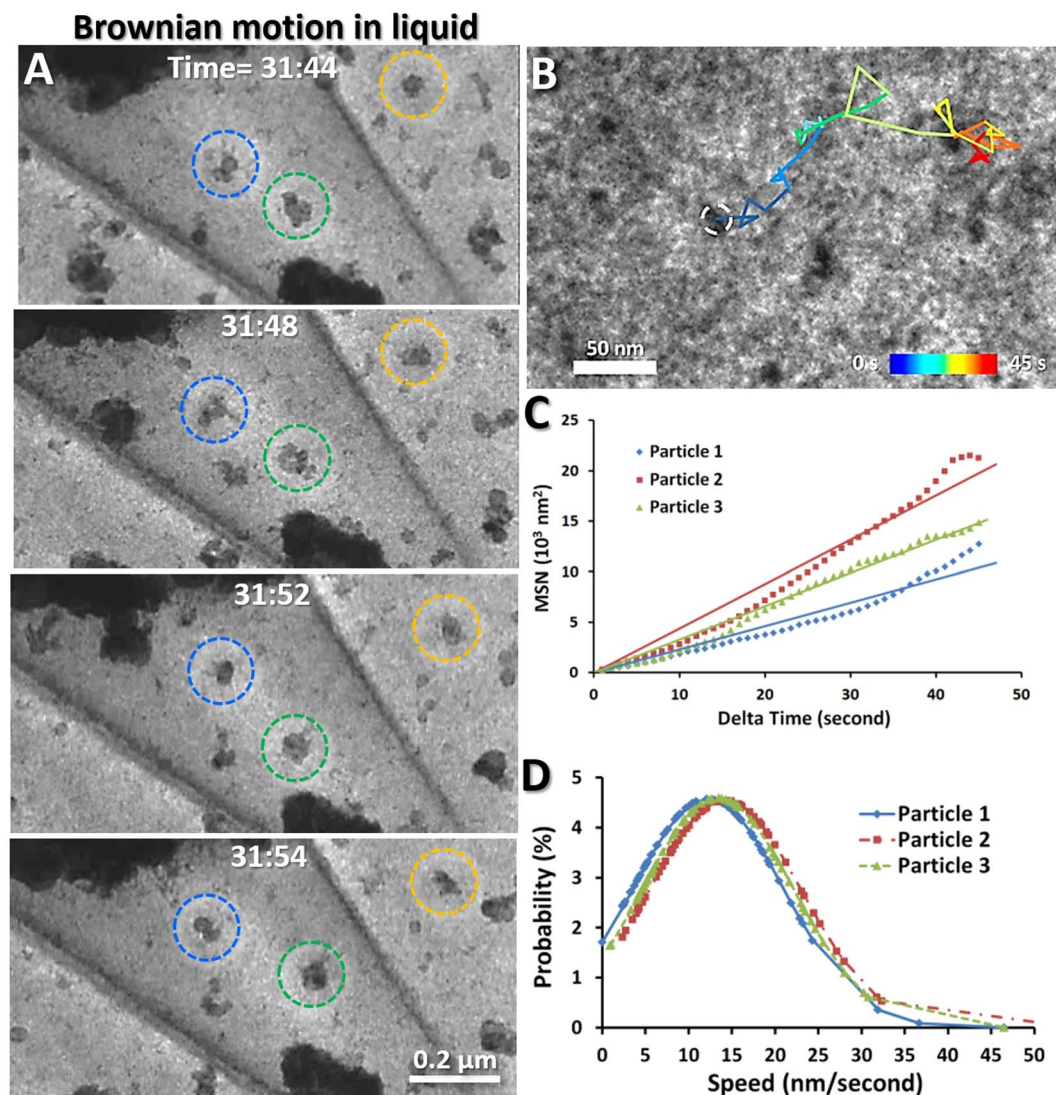 Brownian motion in liquid
A
Time= 31:44
31:48
31:52
31:54
0.2 µm
B
50 nm
0 s
45 s
C
25
20
15
10
5
0
MSN (10³ nm²)
Particle 1
Particle 2
Particle 3
0 10 20 30 40 50
Delta Time (second)
D
5
4
3
2
1
0
Probability (%)
Particle 1
Particle 2
Particle 3
0 5 10 15 20 25 30 35 40 45 50
Speed (nm/second)